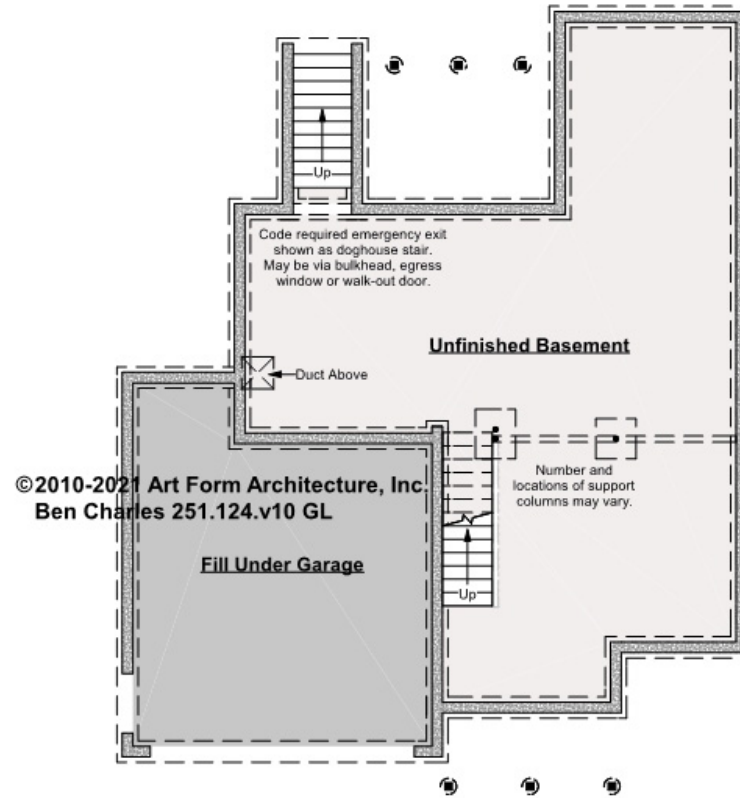 Up
Code required emergency exit
shown as doghouse stair.
May be via bulkhead, egress
window or walk-out door.
Unfinished Basement
Duct Above
Number and
locations of support
columns may vary.
©2010-2021 Art Form Architecture, Inc.
Ben Charles 251.124.v10 GL
Fill Under Garage
Up